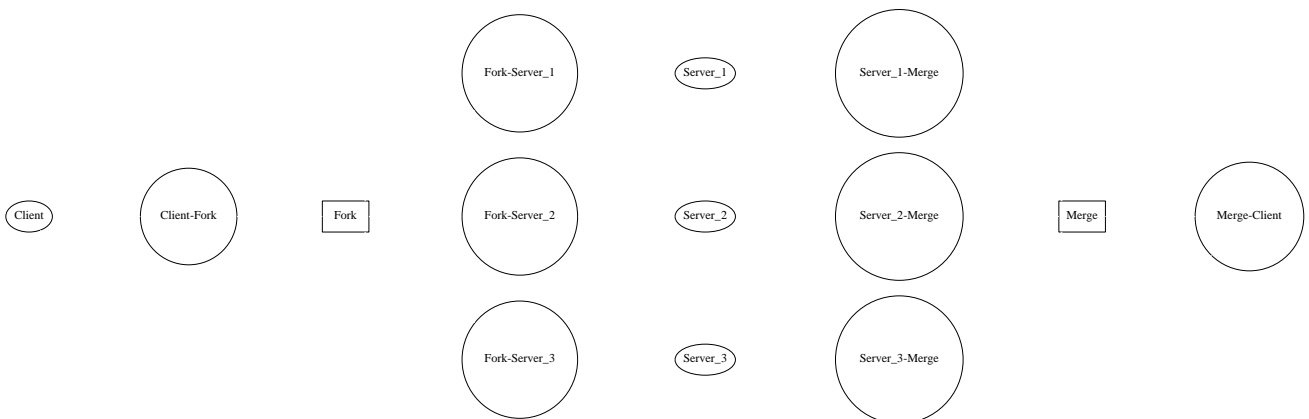 Fork-Server_1
Server_1
Server_1-Merge
Client
Client-Fork
Fork
Fork-Server_2
Server_2
Server_2-Merge
Merge
Merge-Client
Fork-Server_3
Server_3
Server_3-Merge